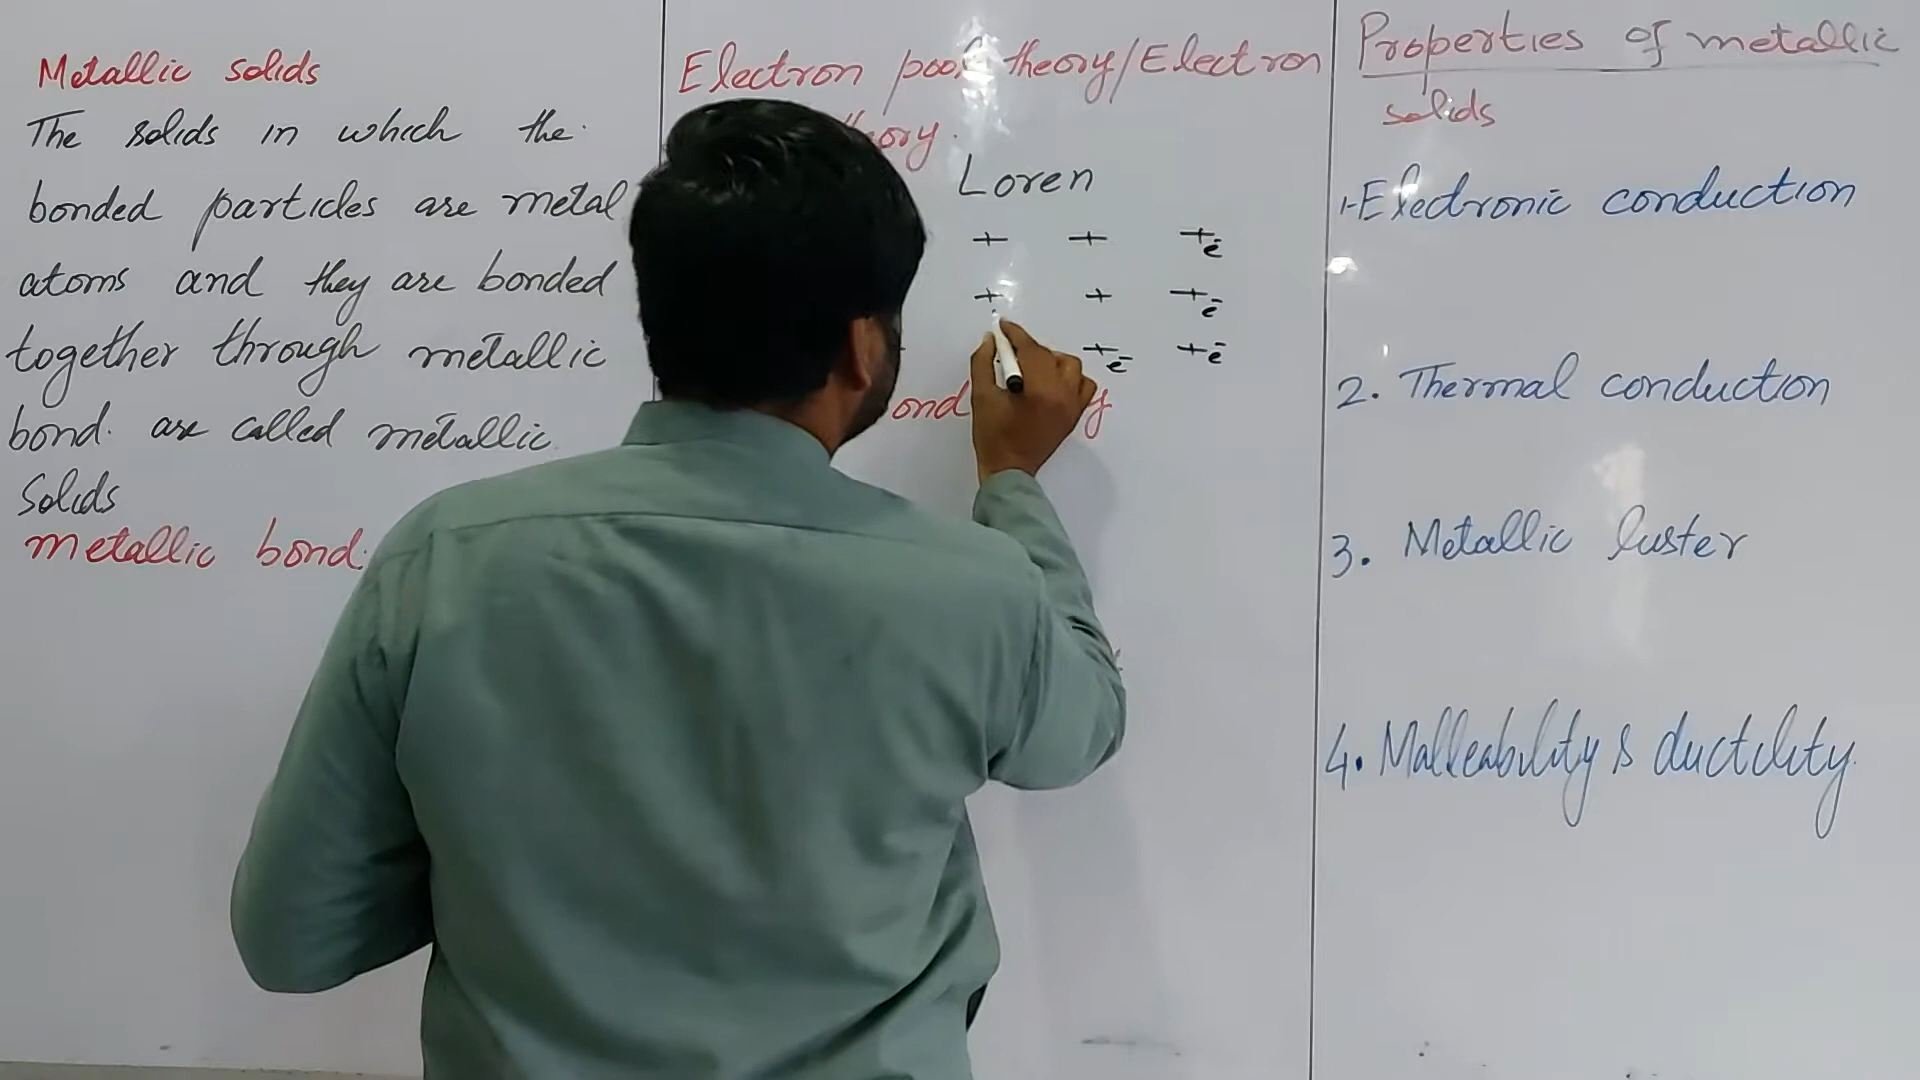 Metallic solids
The solids in which the
bonded particles are metal
atoms and they are bonded
together through metallic
bond. are called metallic
Solids
metallic bond.
Electron pool theory/Electron
Loren
+ + +e-
+ + +e-
+e- +e-
Properties of metallic
solids
1-Electronic conduction
2. Thermal conduction
3. Metallic luster
4. Malleability & ductility.